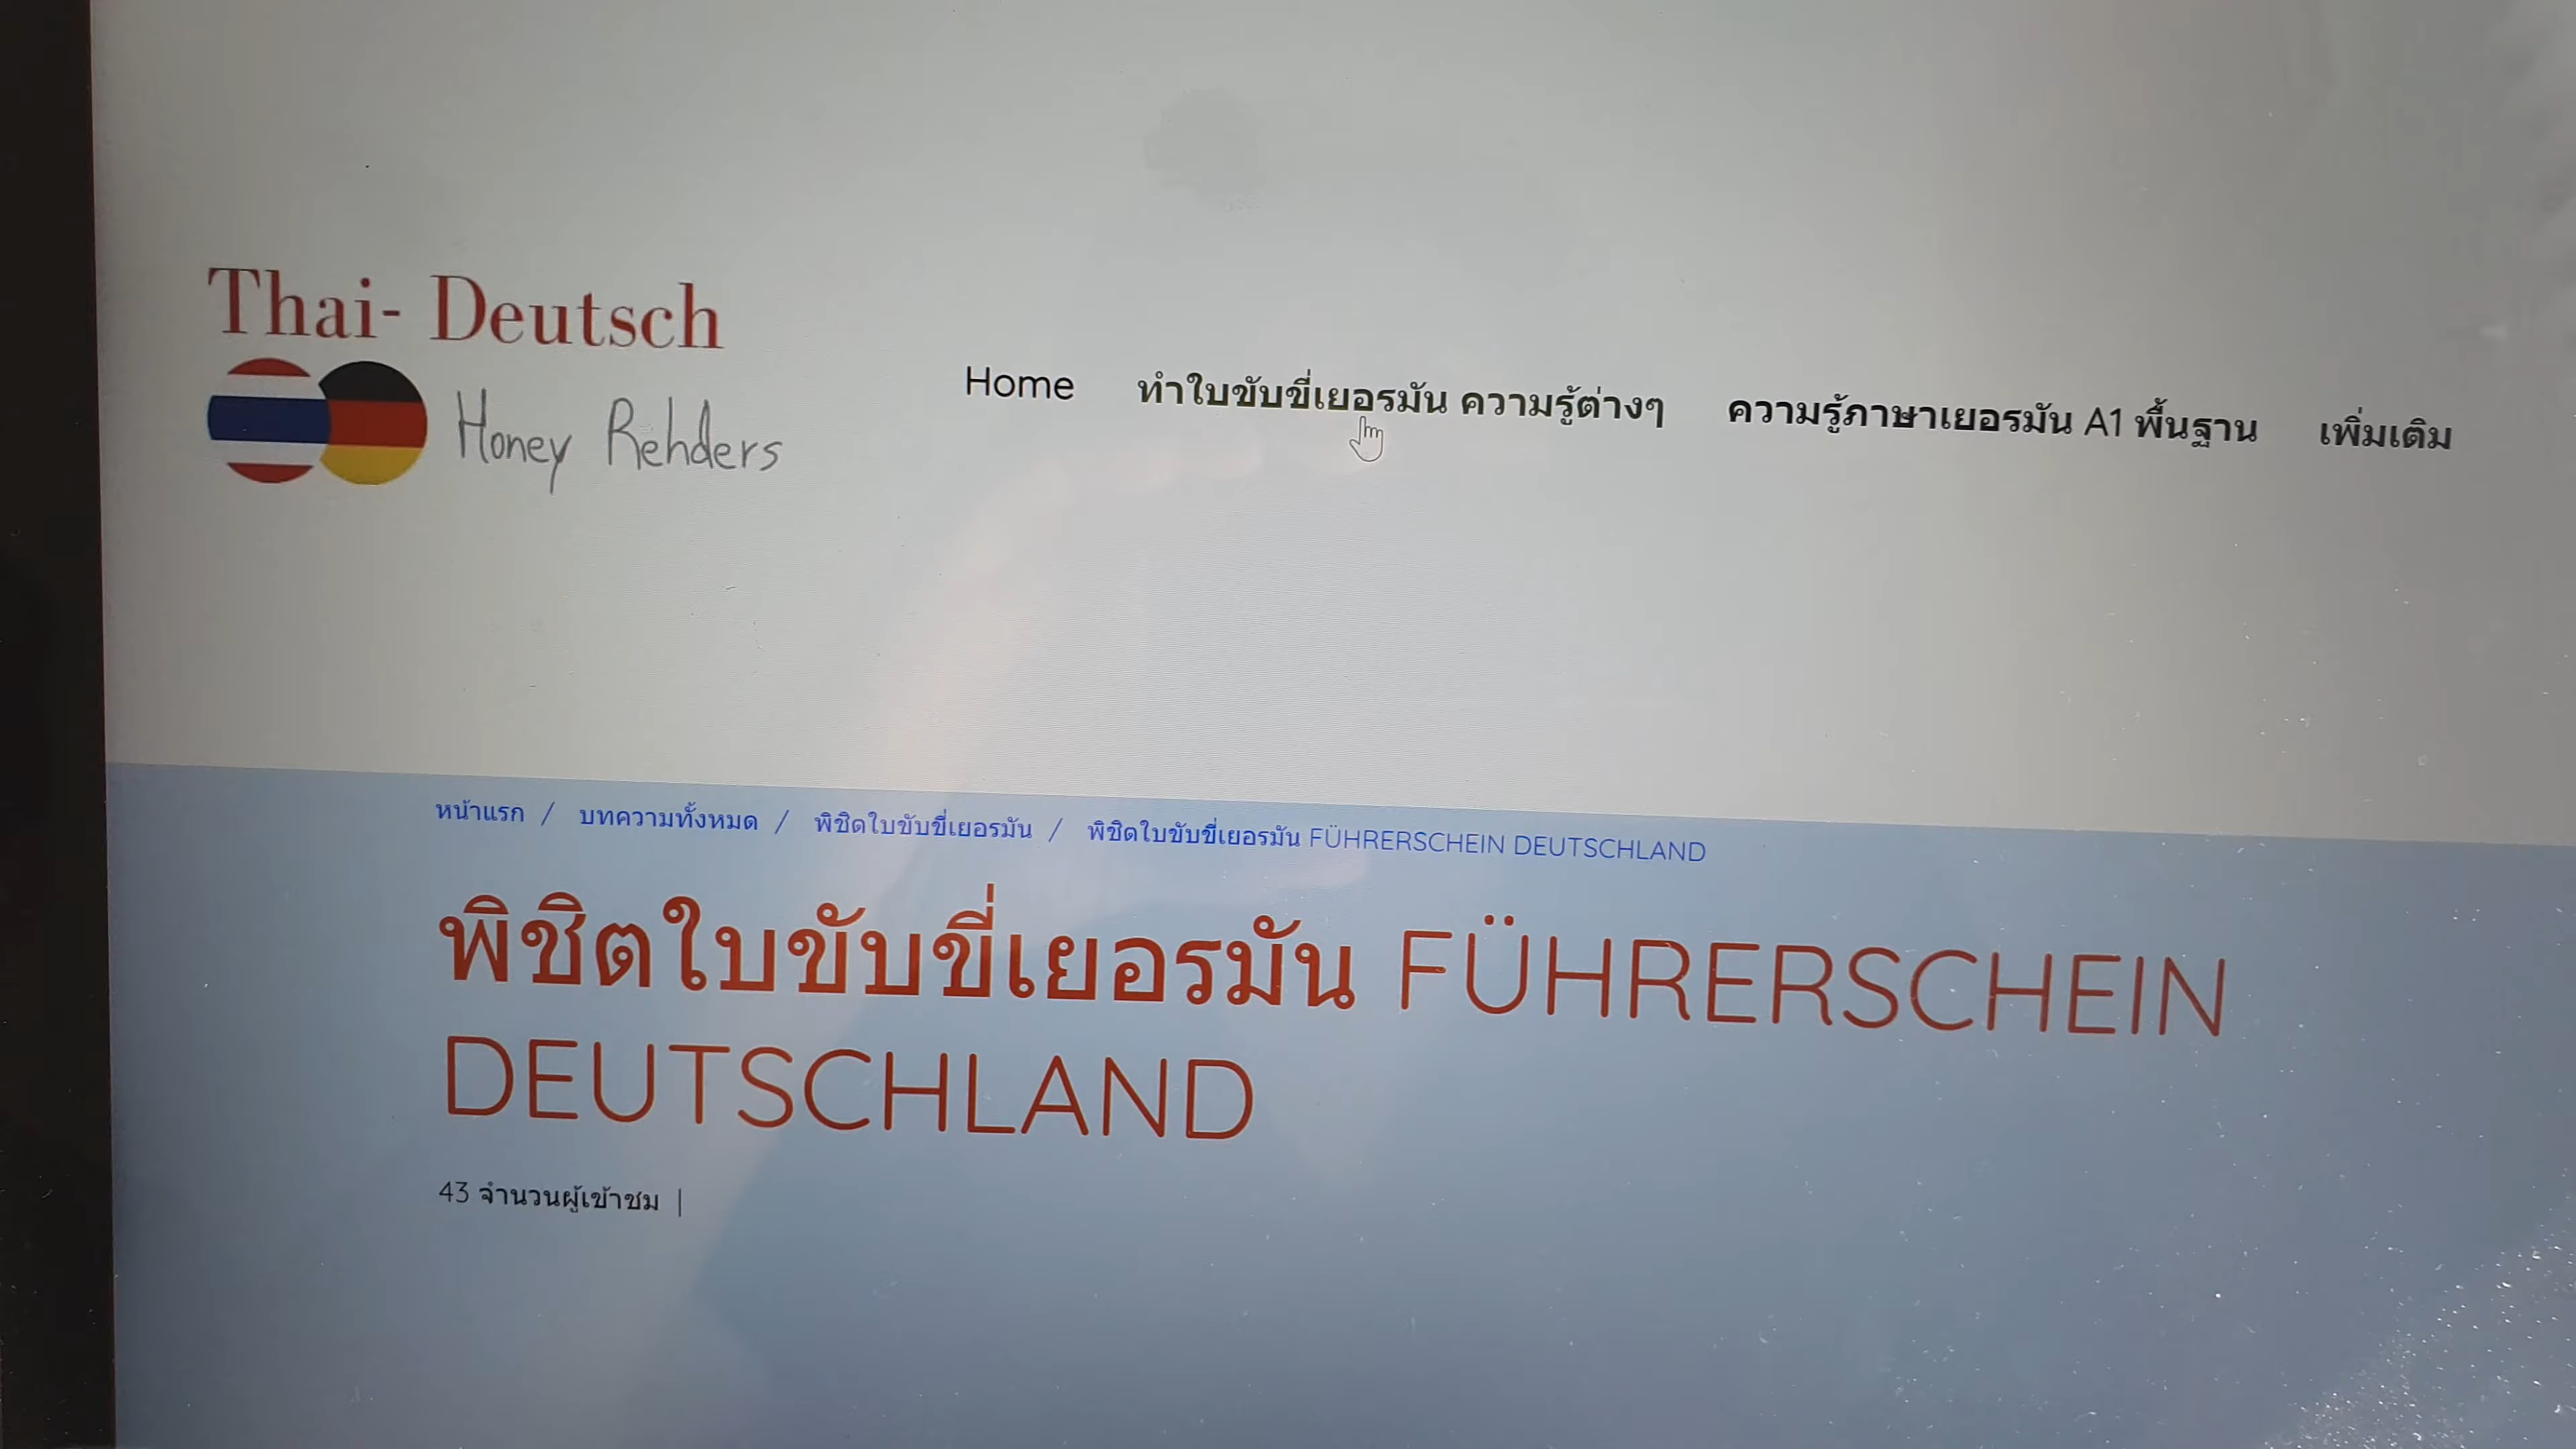 Thai- Deutsch
Honey Rehders
Home ทำใบขับขี่เยอรมัน ความรู้ต่างๆ ความรู้ภาษาเยอรมัน A1 พื้นฐาน เพิ่มเติม
หน้าแรก / บทความทั้งหมด / พิชิตใบขับขี่เยอรมัน / พิชิตใบขับขี่เยอรมัน FÜHRERSCHEIN DEUTSCHLAND
พิชิตใบขับขี่เยอรมัน FÜHRERSCHEIN
DEUTSCHLAND
43 จำนวนผู้เข้าชม |